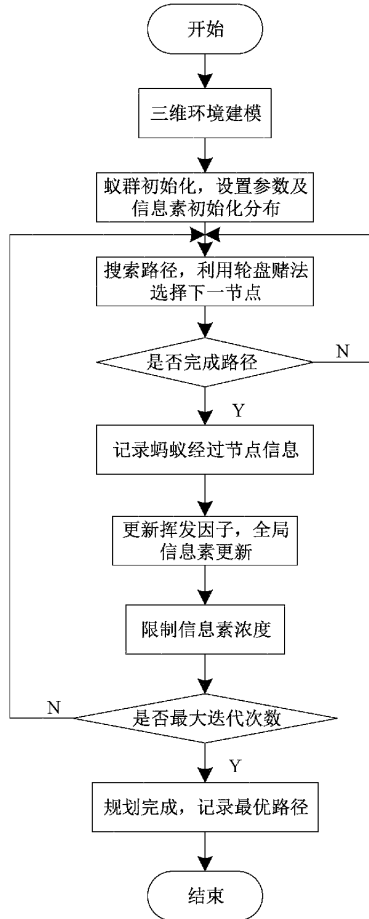 开始
三维环境建模
蚁群初始化，设置参数及
信息素初始化分布
搜索路径，利用轮盘赌法
选择下一节点
是否完成路径
N
Y
记录蚂蚁经过节点信息
更新挥发因子，全局
信息素更新
限制信息素浓度
N
是否最大迭代次数
Y
规划完成，记录最优路径
结束